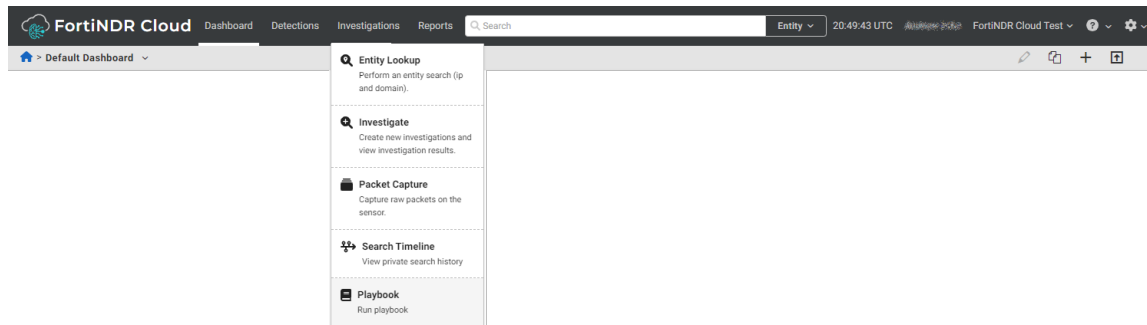 FortiNDR Cloud Dashboard Detections Investigations Reports Search Entity 20:49:43 UTC FortiNDR Cloud Test
> Default Dashboard
Entity Lookup
Perform an entity search (ip
and domain).
Investigate
Create new investigations and
view investigation results.
Packet Capture
Capture raw packets on the
sensor.
Search Timeline
View private search history
Playbook
Run playbook